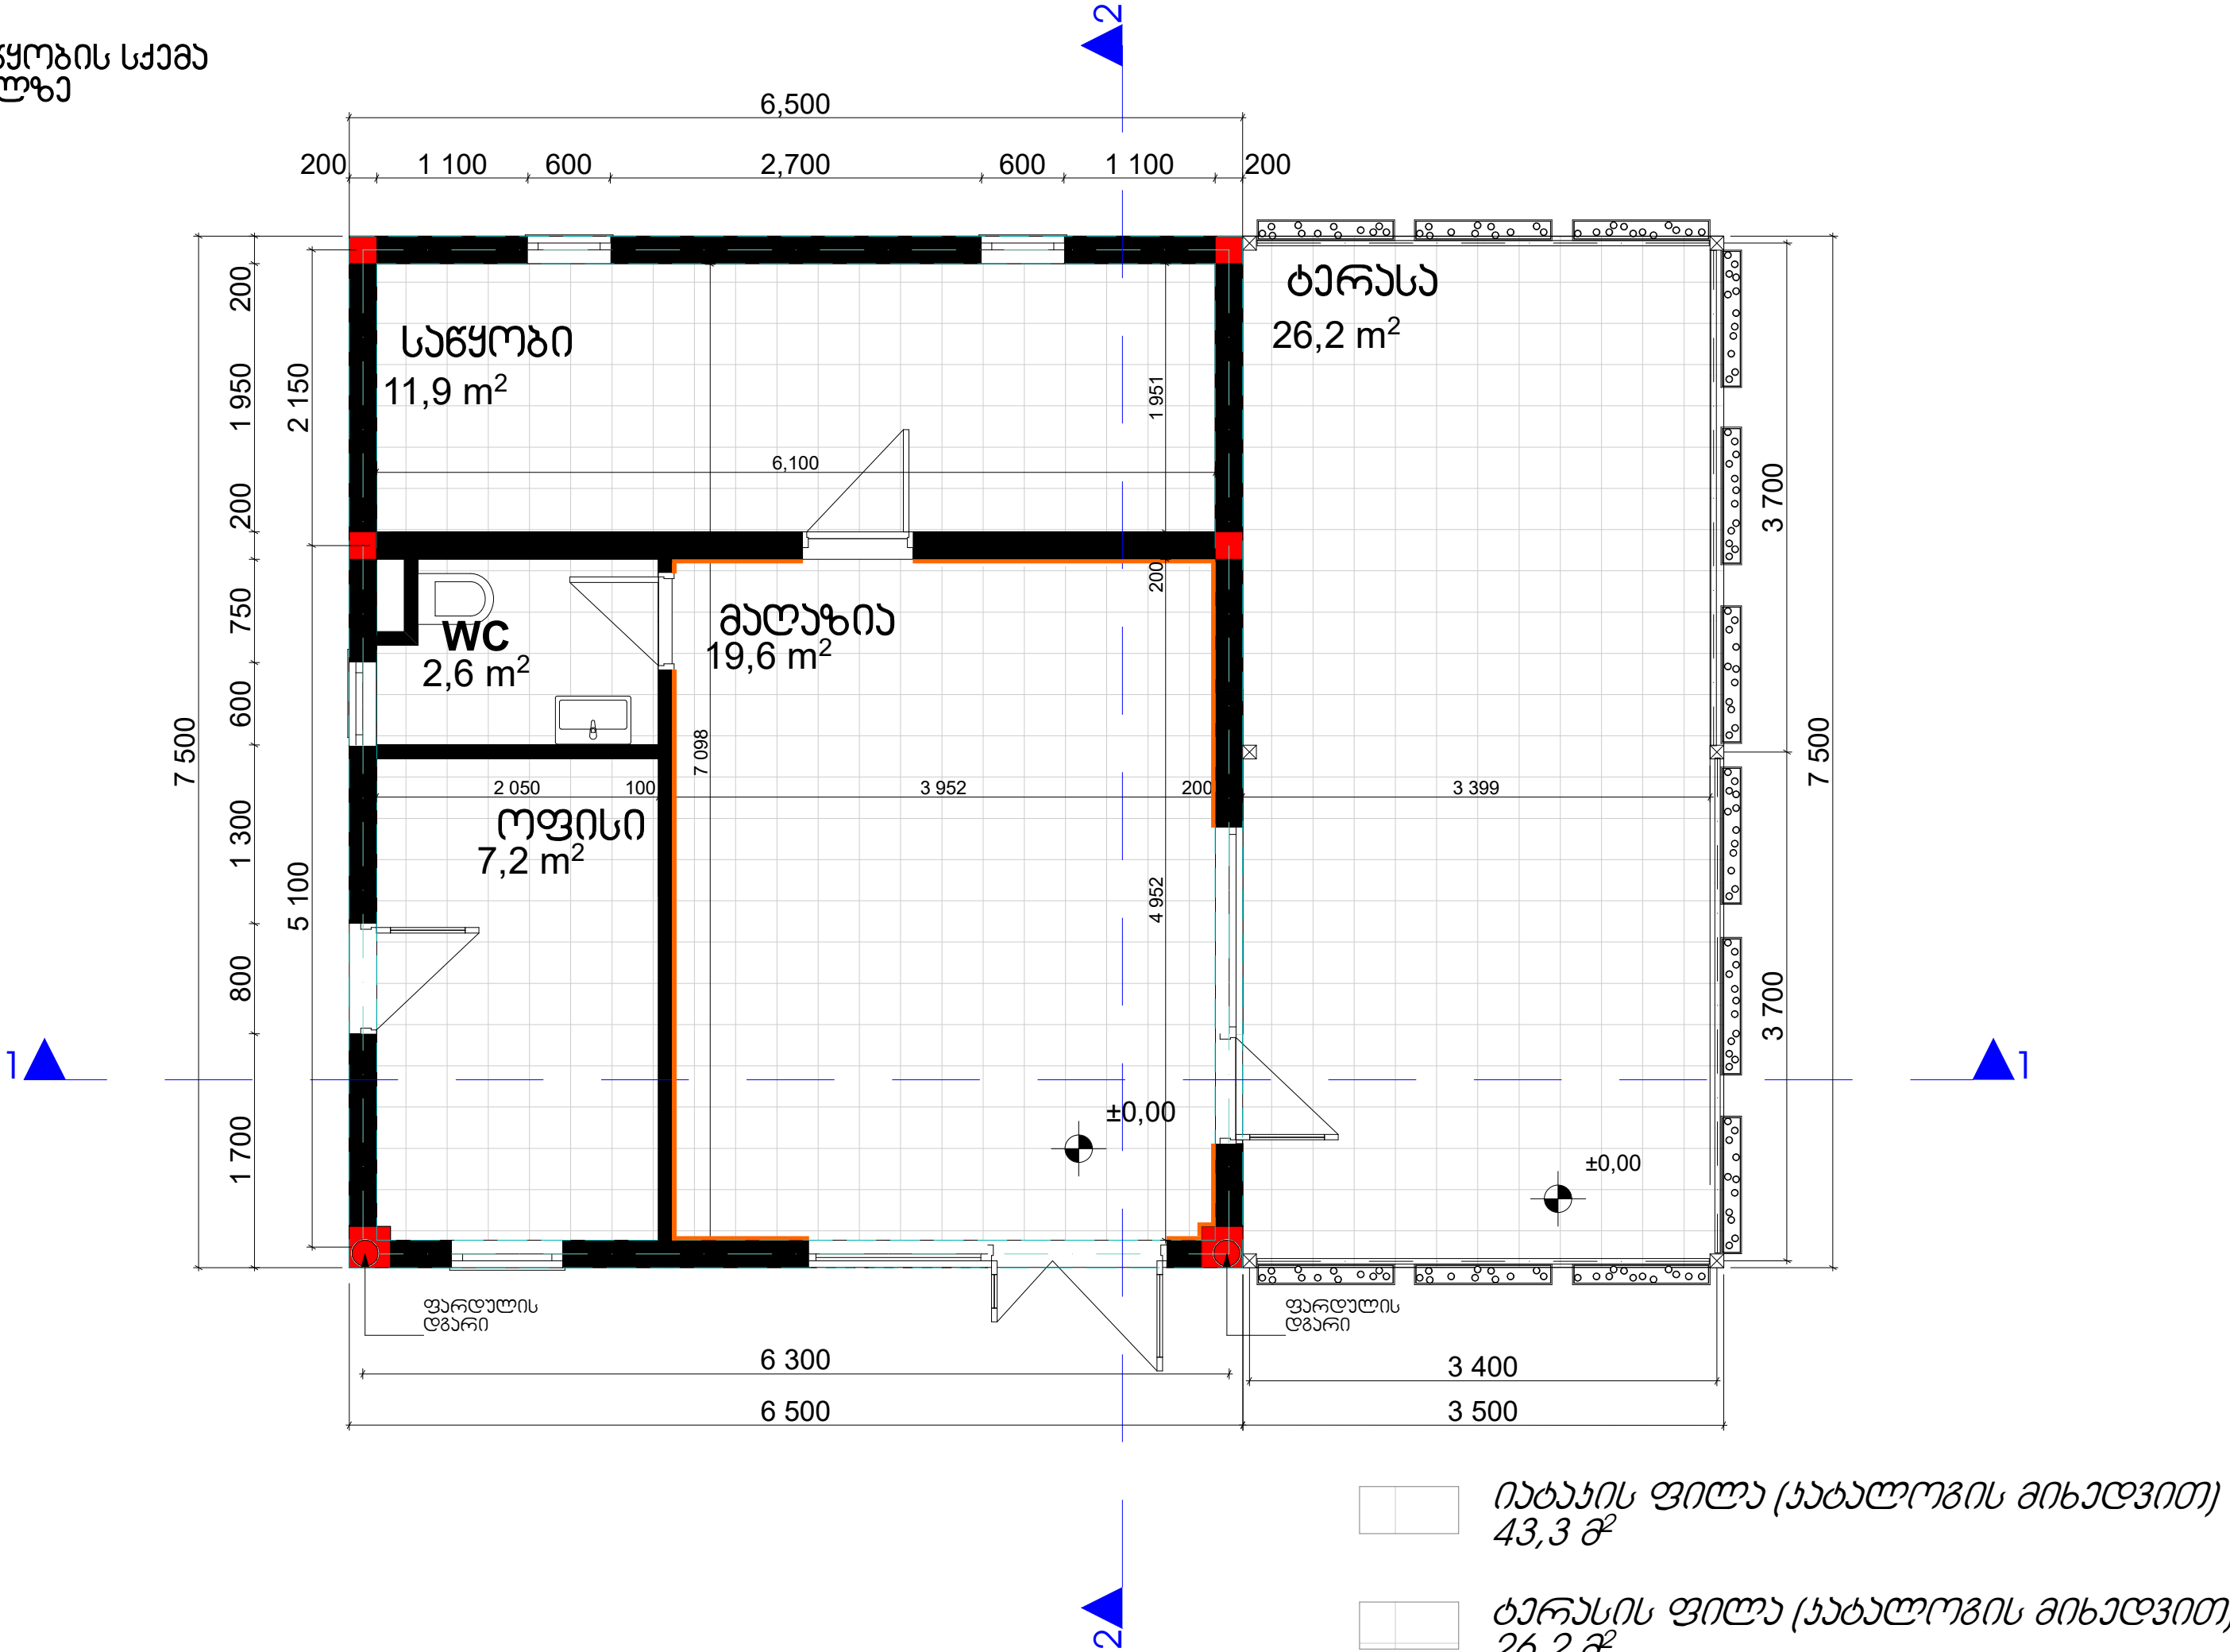 2
სქემა
6,500
200
1 100
600
2,700
600
1 100
200
200
1 950
200
750
600
1 300
800
1 700
2 150
5 100
7 500
საწყობი
11,9 m²
6,100
1 951
200
ტერასა
26,2 m²
WC
2,6 m²
მაღაზია
19,6 m²
7 098
2 050
100
3 952
200
3 399
ოფისი
7,2 m²
4 952
3 700
3 700
7 500
1
1
±0,00
±0,00
ფარდულის
დგარი
ფარდულის
დგარი
6 300
3 400
6 500
3 500
იატაკის ფილა (კატალოგის მიხედვით)
43,3 მ²
ტერასის ფილა (კატალოგის მიხედვით)
26,2 მ²
2